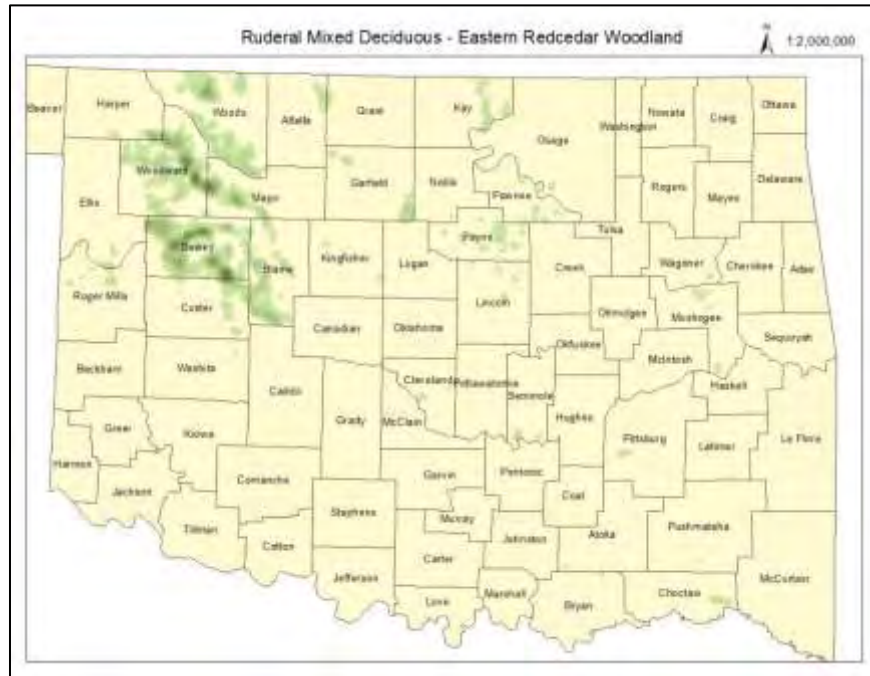 Ruderal Mixed Deciduous - Eastern Redcedar Woodland
N
1:2,000,000
Beaver
Harper
Woods
Alfalfa
Grant
Kay
Osage
Washington
Nowata
Craig
Ottawa
Ellis
Woodward
Major
Garfield
Noble
Pawnee
Rogers
Mayes
Delaware
Roger Mills
Dewey
Blaine
Kingfisher
Logan
Payne
Creek
Tulsa
Wagoner
Cherokee
Adair
Custer
Canadian
Oklahoma
Lincoln
Okmulgee
Muskogee
Sequoyah
Beckham
Washita
Caddo
Cleveland
Pottawatomie
Seminole
Okfuskee
McIntosh
Haskell
Greer
Kiowa
Grady
McClain
Hughes
Pittsburg
Latimer
Le Flore
Harmon
Jackson
Comanche
Garvin
Pontotoc
Coal
Tillman
Cotton
Stephens
Murray
Johnston
Atoka
Pushmataha
Jefferson
Carter
Love
Marshall
Bryan
Choctaw
McCurtain